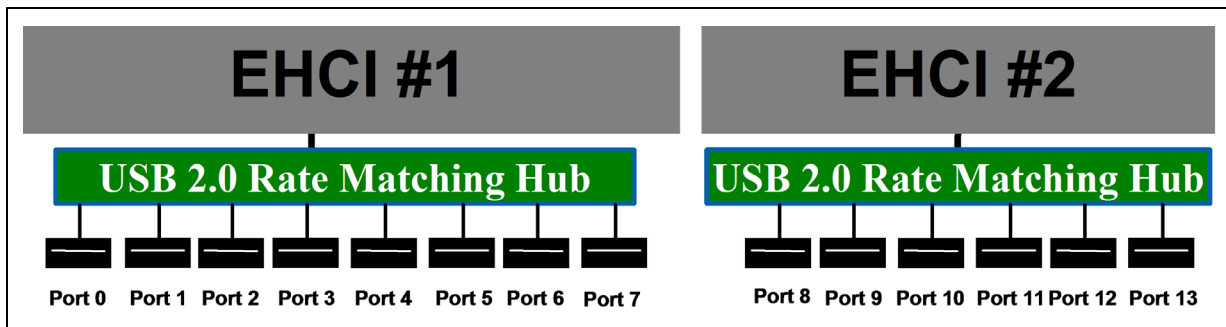 EHCI #1
EHCI #2
USB 2.0 Rate Matching Hub
USB 2.0 Rate Matching Hub
Port 0 Port 1 Port 2 Port 3 Port 4 Port 5 Port 6 Port 7
Port 8 Port 9 Port 10 Port 11 Port 12 Port 13